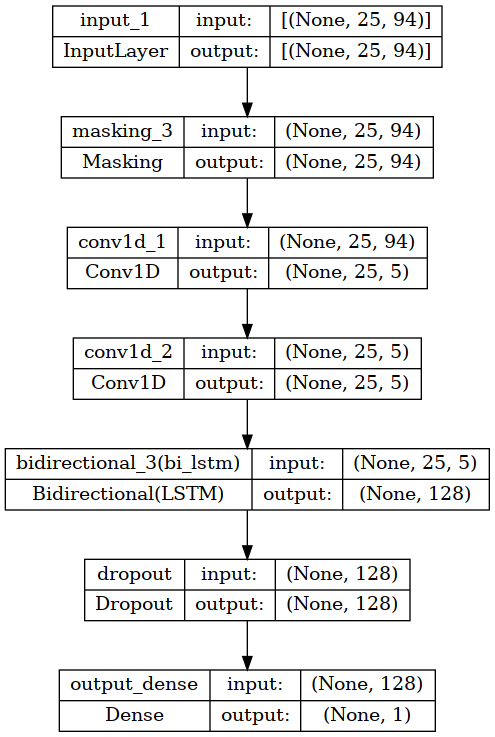 input_1 input: [(None, 25, 94)]
InputLayer output: [(None, 25, 94)]
masking_3 input: (None, 25, 94)
Masking output: (None, 25, 94)
conv1d_1 input: (None, 25, 94)
Conv1D output: (None, 25, 5)
conv1d_2 input: (None, 25, 5)
Conv1D output: (None, 25, 5)
bidirectional_3(bi_lstm) input: (None, 25, 5)
Bidirectional(LSTM) output: (None, 128)
dropout input: (None, 128)
Dropout output: (None, 128)
output_dense input: (None, 128)
Dense output: (None, 1)